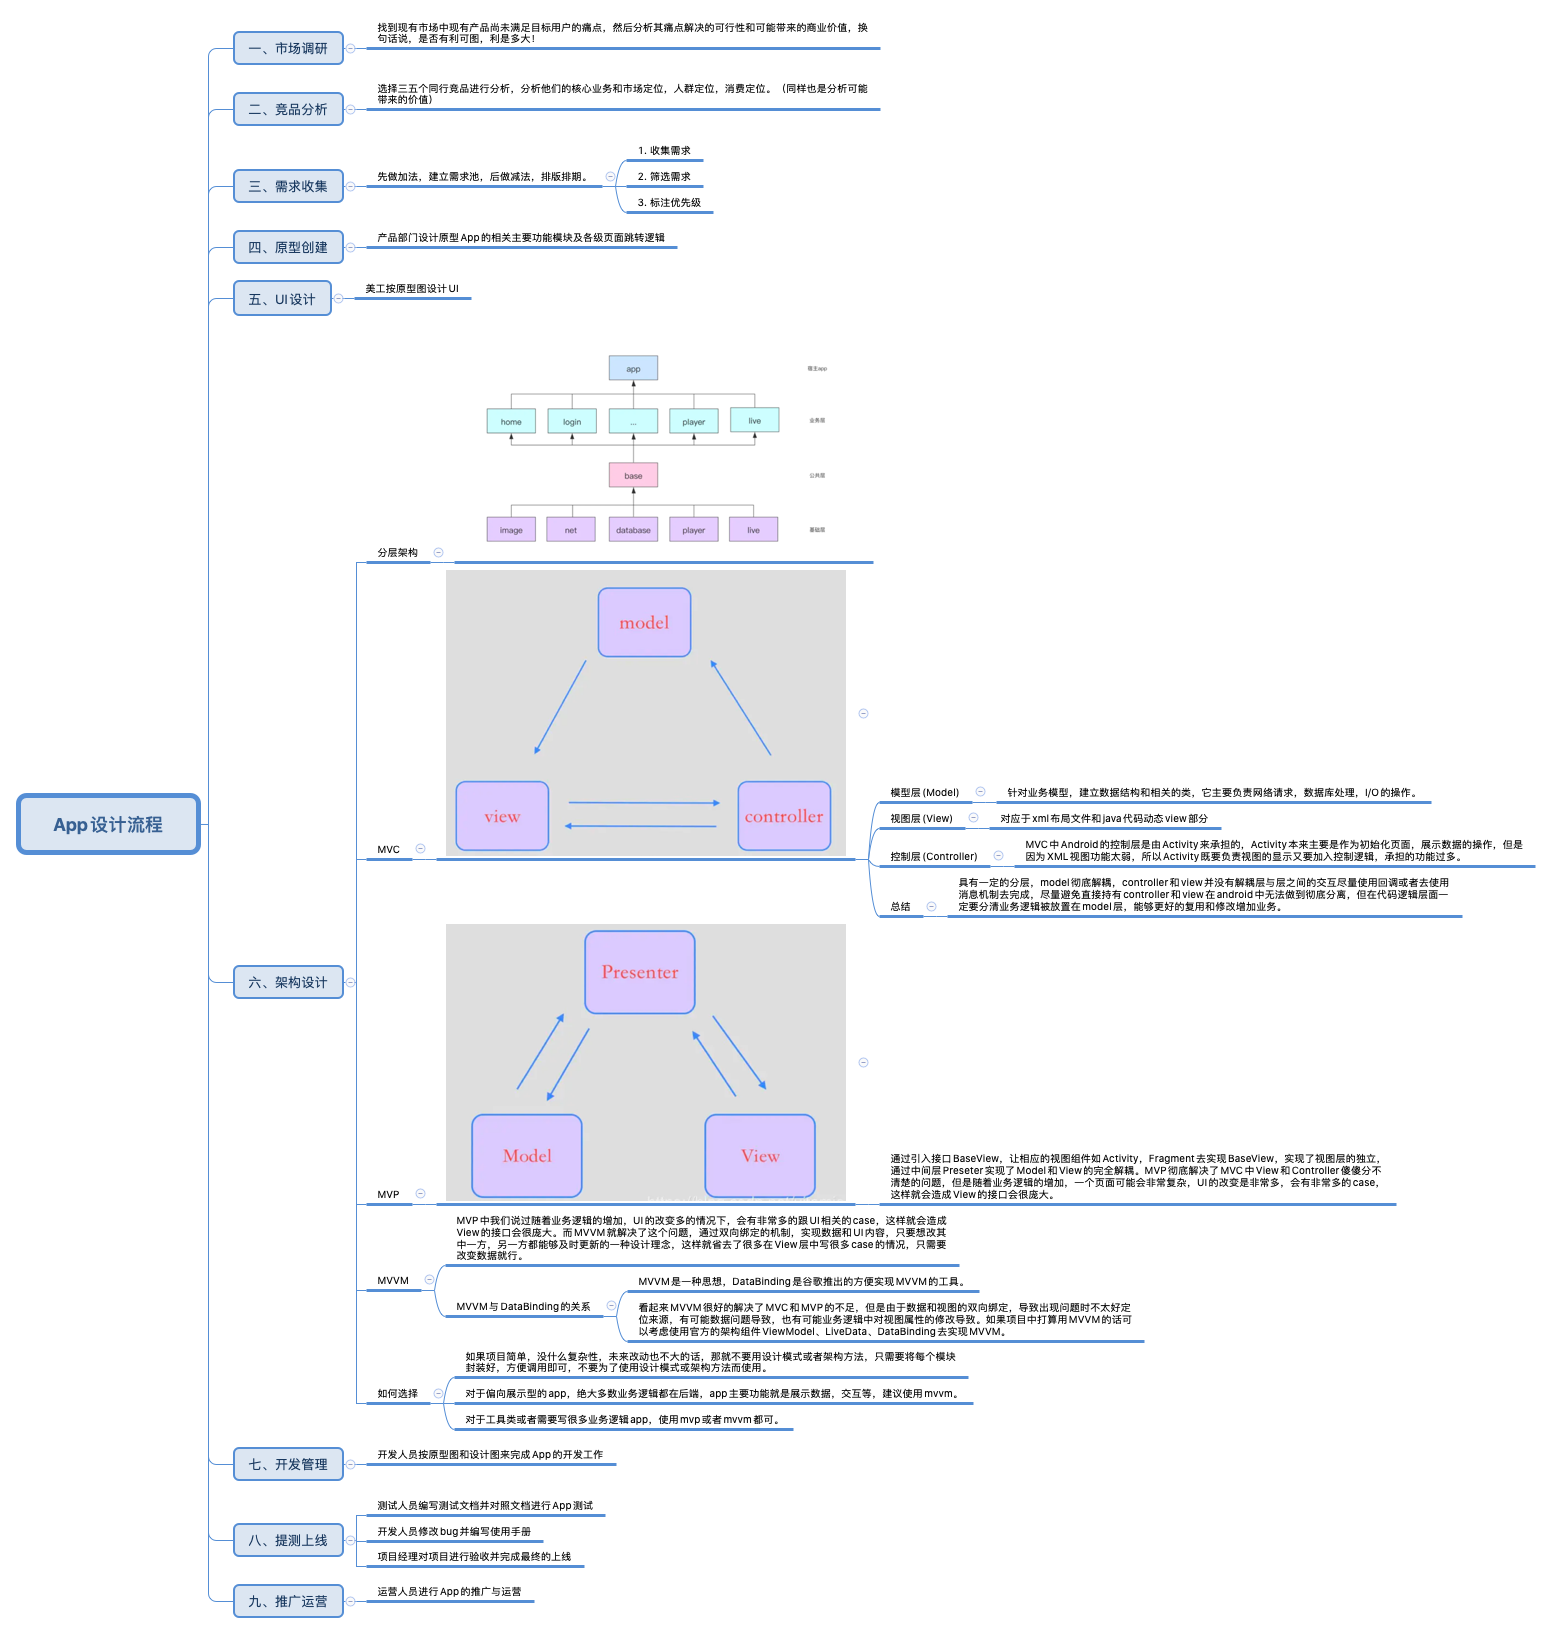 App设计流程
一、市场调研
找到现有市场中现有产品尚未满足目标用户的痛点，然后分析其痛点解决的可行性和可能带来的商业价值，换
句话说，是否有利可图，利是多大！
二、竞品分析
选择三五个同行竞品进行分析，分析他们的核心业务和市场定位，人群定位，消费定位。（同样也是分析可能
带来的价值）
三、需求收集
先做加法，建立需求池，后做减法，排版排期。
1. 收集需求
2. 筛选需求
3. 标注优先级
四、原型创建
产品部门设计原型App的相关主要功能模块及各级页面跳转逻辑
五、UI设计
美工按原型图设计UI
六、架构设计
分层架构
app
宿主app
home
login
...
player
live
业务层
base
公共层
image
net
database
player
live
基础层
MVC
model
view
controller
模型层 (Model)
针对业务模型，建立数据结构和相关的类，它主要负责网络请求，数据库处理，I/O的操作。
视图层 (View)
对应于xml布局文件和java代码动态view部分
控制层 (Controller)
MVC中Android的控制层是由Activity来承担的，Activity本来主要是作为初始化页面，展示数据的操作，但是
因为XML视图功能太弱，所以Activity既要负责视图的显示又要加入控制逻辑，承担的功能过多。
总结
具有一定的分层，model彻底解耦，controller和view并没有解耦层与层之间的交互尽量使用回调或者去使用
消息机制去完成，尽量避免直接持有controller和view在android中无法做到彻底分离，但在代码逻辑层面一
定要分清业务逻辑被放置在model层，能够更好的复用和修改增加业务。
MVP
Presenter
Model
View
通过引入接口BaseView，让相应的视图组件如Activity，Fragment去实现BaseView，实现了视图层的独立，
通过中间层Preseter实现了Model和View的完全解耦。MVP彻底解决了MVC中View和Controller傻傻分不
清楚的问题，但是随着业务逻辑的增加，一个页面可能会非常复杂，UI的改变是非常多，会有非常多的case，
这样就会造成View的接口会很庞大。
MVVM
MVP中我们说过随着业务逻辑的增加，UI的改变多的情况下，会有非常多的跟UI相关的case，这样就会造成
View的接口会很庞大。而MVVM就解决了这个问题，通过双向绑定的机制，实现数据和UI内容，只要想改其
中一方，另一方都能够及时更新的一种设计理念，这样就省去了很多在View层中写很多case的情况，只需要
改变数据就行。
MVVM与DataBinding的关系
MVVM是一种思想，DataBinding是谷歌推出的方便实现MVVM的工具。
看起来MVVM很好的解决了MVC和MVP的不足，但是由于数据和视图的双向绑定，导致出现问题时不太好定
位来源，有可能数据问题导致，也有可能业务逻辑中对视图属性的修改导致。如果项目中打算用MVVM的话可
以考虑使用官方的架构组件ViewModel、LiveData、DataBinding去实现MVVM。
如何选择
如果项目简单，没什么复杂性，未来改动也不大的话，那就不要用设计模式或者架构方法，只需要将每个模块
封装好，方便调用即可，不要为了使用设计模式或架构方法而使用。
对于偏向展示型的app，绝大多数业务逻辑都在后端，app主要功能就是展示数据，交互等，建议使用mvvm。
对于工具类或者需要写很多业务逻辑app，使用mvp或者mvvm都可。
七、开发管理
开发人员按原型图和设计图来完成App的开发工作
八、提测上线
测试人员编写测试文档并对照文档进行App测试
开发人员修改bug并编写使用手册
项目经理对项目进行验收并完成最终的上线
九、推广运营
运营人员进行App的推广与运营